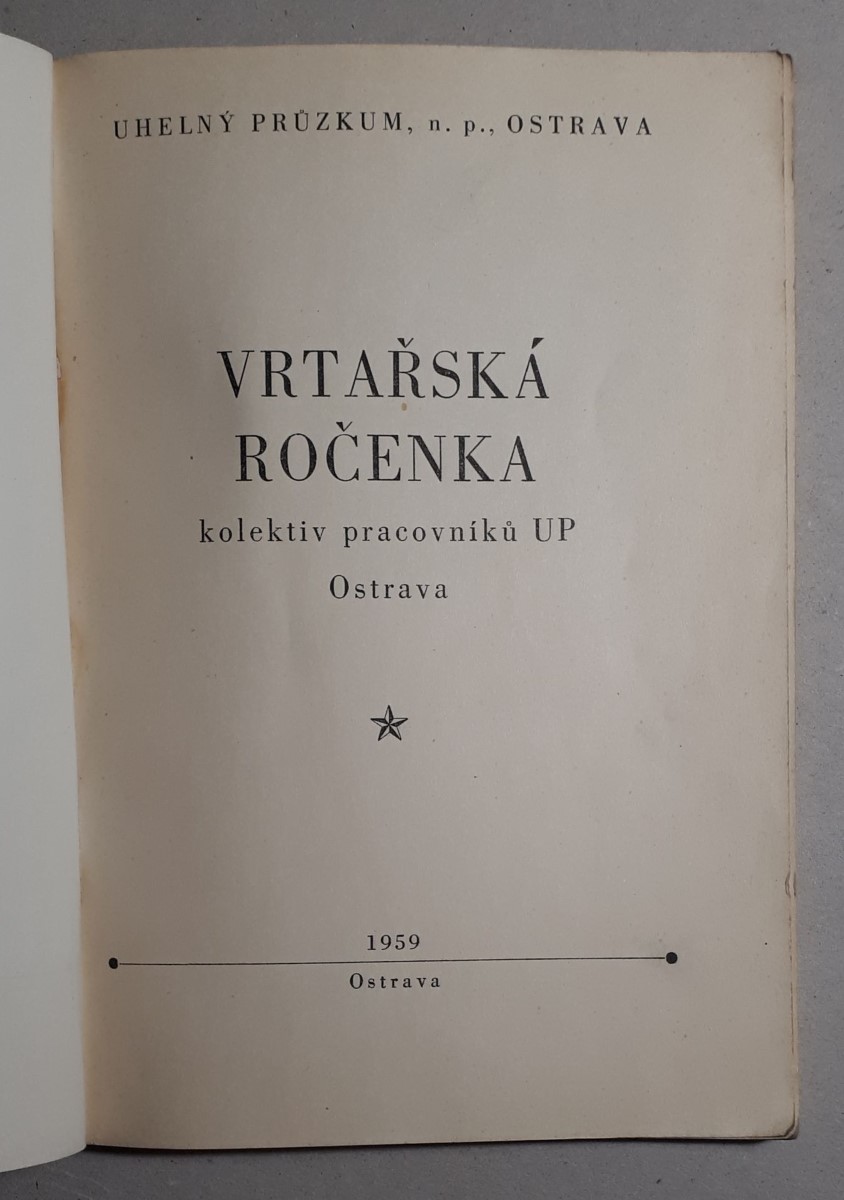 UHELNÝ PRŮZKUM, n. p., OSTRAVA
VRTAŘSKÁ
ROČENKA
kolektiv pracovníků UP
Ostrava
1959
Ostrava